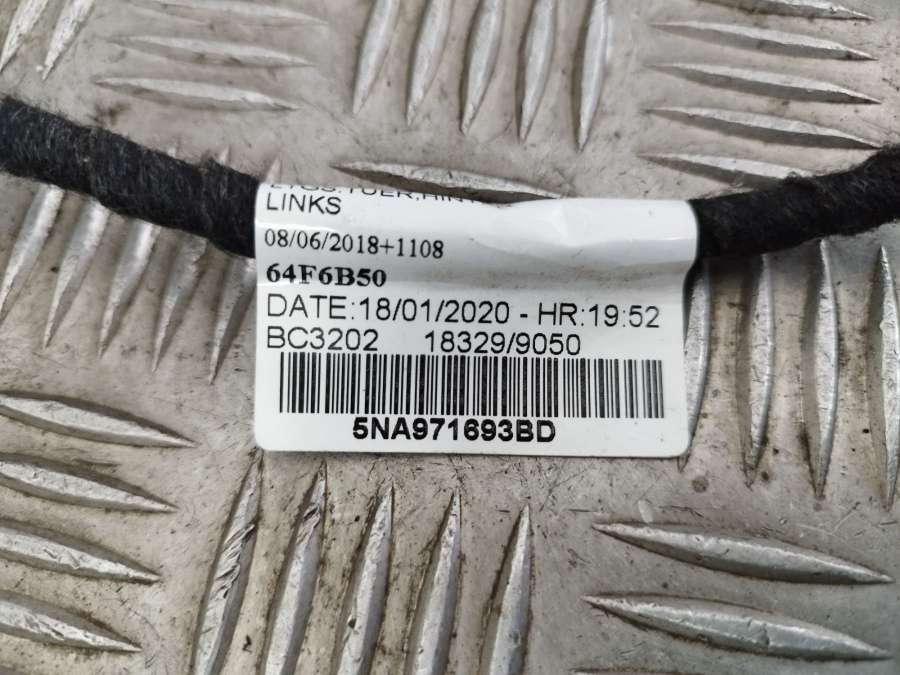 LINKS
08/06/2018+1108
64F6B50
DATE:18/01/2020 - HR:19:52
BC3202 18329/9050
5NA971693BD